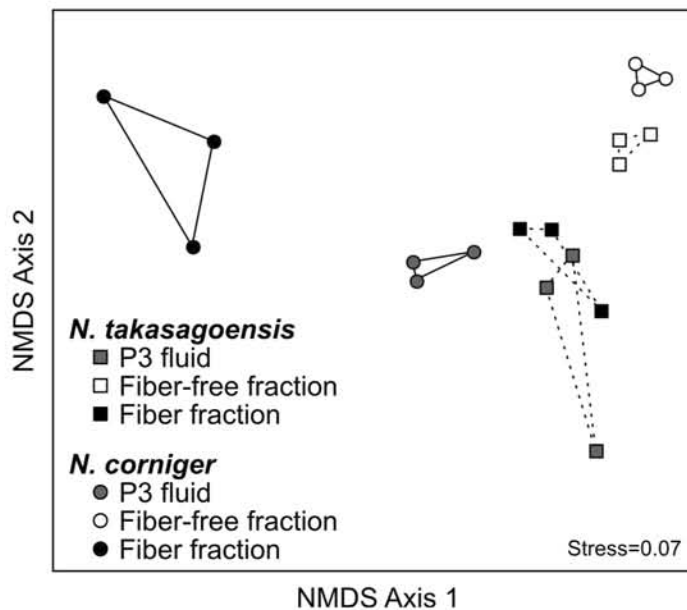 NMDS Axis 2
N. takasagoensis
P3 fluid
Fiber-free fraction
Fiber fraction
N. corniger
P3 fluid
Fiber-free fraction
Fiber fraction
Stress=0.07
NMDS Axis 1